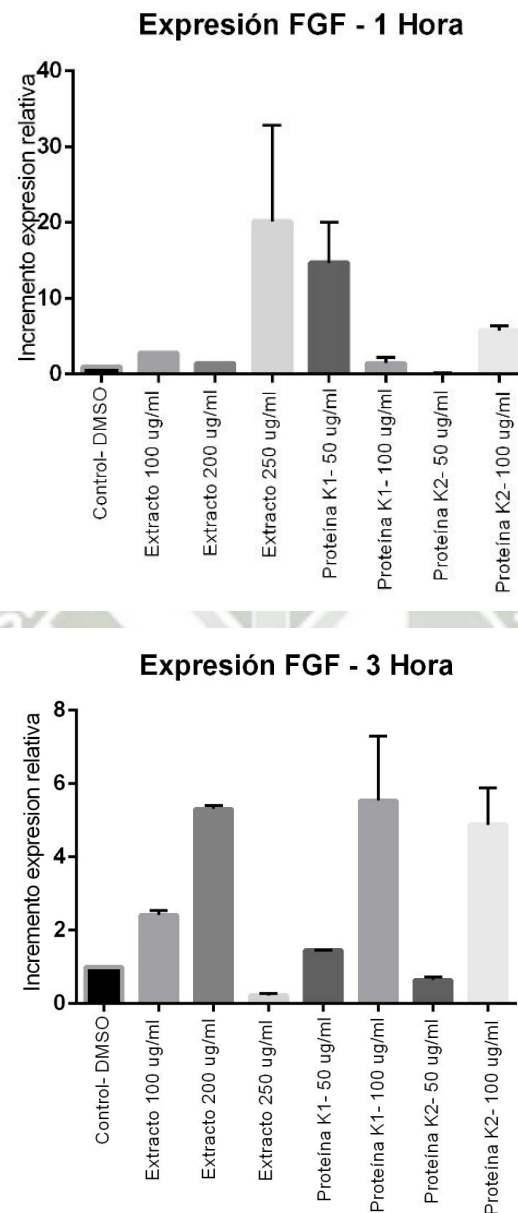 Expresión FGF - 1 Hora
Incremento expresion relativa
40
30
20
10
0
Control- DMSO
Extracto 100 ug/ml
Extracto 200 ug/ml
Extracto 250 ug/ml
Proteína K1- 50 ug/ml
Proteína K1- 100 ug/ml
Proteína K2- 50 ug/ml
Proteína K2- 100 ug/ml
Expresión FGF - 3 Hora
Incremento expresion relativa
8
6
4
2
0
Control- DMSO
Extracto 100 ug/ml
Extracto 200 ug/ml
Extracto 250 ug/ml
Proteína K1- 50 ug/ml
Proteína K1- 100 ug/ml
Proteína K2- 50 ug/ml
Proteína K2- 100 ug/ml